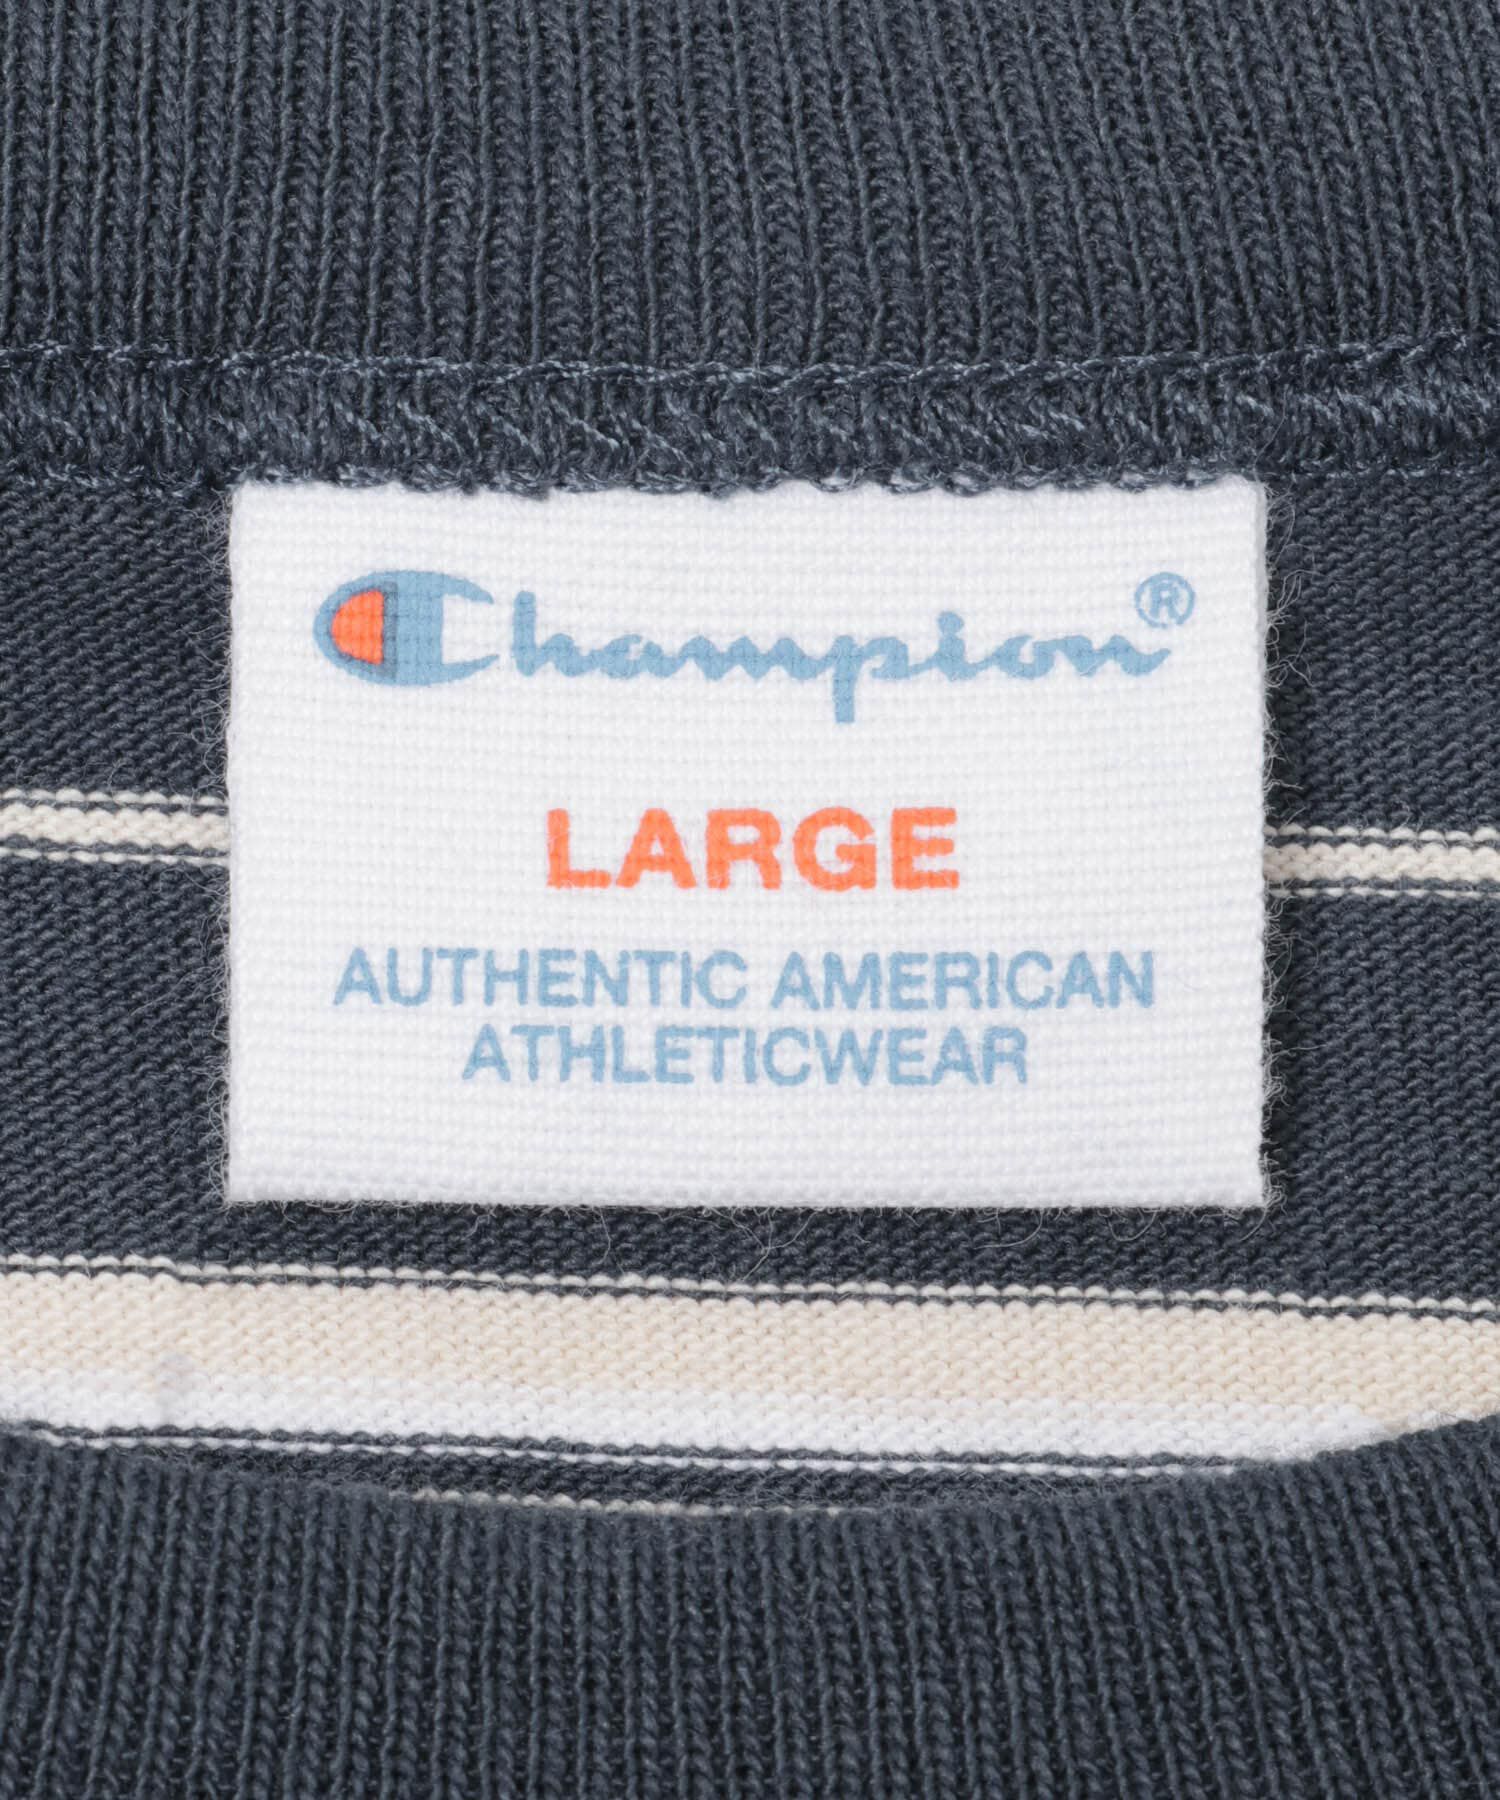 Champion®
LARGE
AUTHENTIC AMERICAN
ATHLETICWEAR